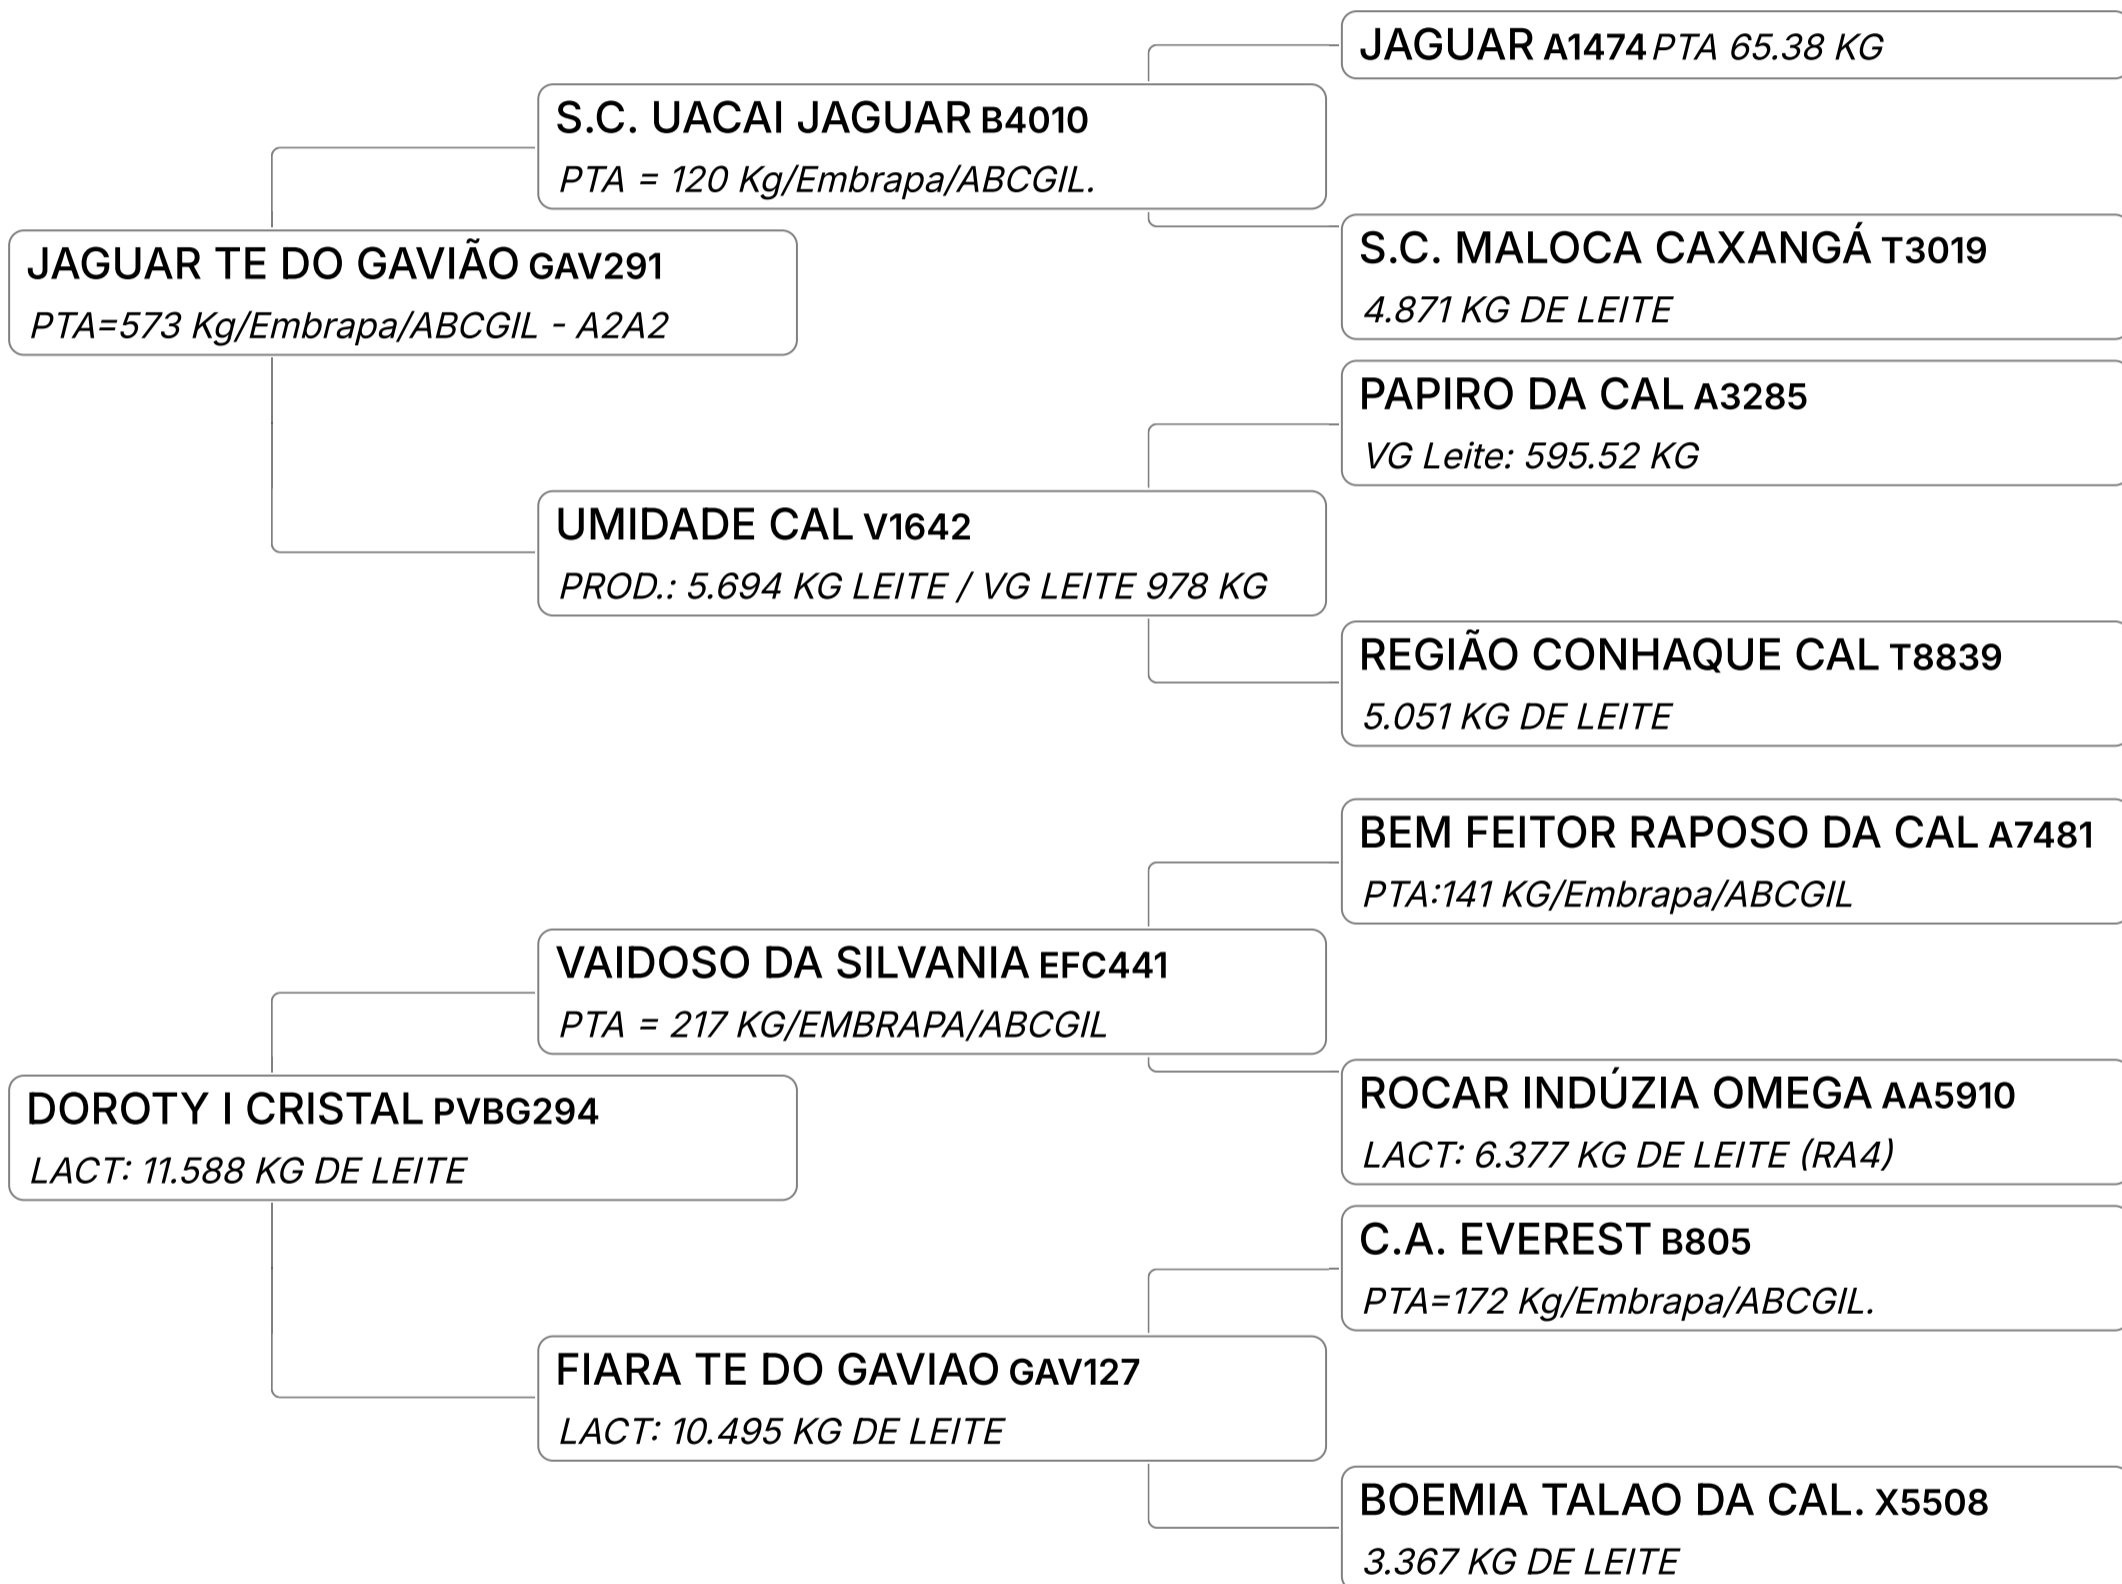 JAGUAR A1474 PTA 65.38 KG
S.C. UACAI JAGUAR B4010
PTA = 120 Kg/Embrapa/ABCGIL.
S.C. MALOCA CAXANGÁ T3019
4.871 KG DE LEITE
JAGUAR TE DO GAVIÃO GAV291
PTA=573 Kg/Embrapa/ABCGIL - A2A2
PAPIRO DA CAL A3285
VG Leite: 595.52 KG
UMIDADE CAL V1642
PROD.: 5.694 KG LEITE / VG LEITE 978 KG
REGIÃO CONHAQUE CAL T8839
5.051 KG DE LEITE
BEM FEITOR RAPOSO DA CAL A7481
PTA:141 KG/Embrapa/ABCGIL
VAIDOSO DA SILVANIA EFC441
PTA = 217 KG/EMBRAPA/ABCGIL
ROCAR INDÚZIA OMEGA AA5910
LACT: 6.377 KG DE LEITE (RA4)
DOROTY I CRISTAL PVBG294
LACT: 11.588 KG DE LEITE
C.A. EVEREST B805
PTA=172 Kg/Embrapa/ABCGIL.
FIARA TE DO GAVIAO GAV127
LACT: 10.495 KG DE LEITE
BOEMIA TALAO DA CAL. X5508
3.367 KG DE LEITE